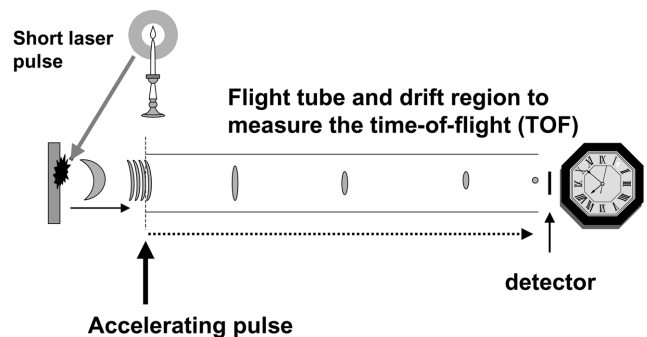 Short laser
pulse
Flight tube and drift region to
measure the time-of-flight (TOF)
detector
Accelerating pulse